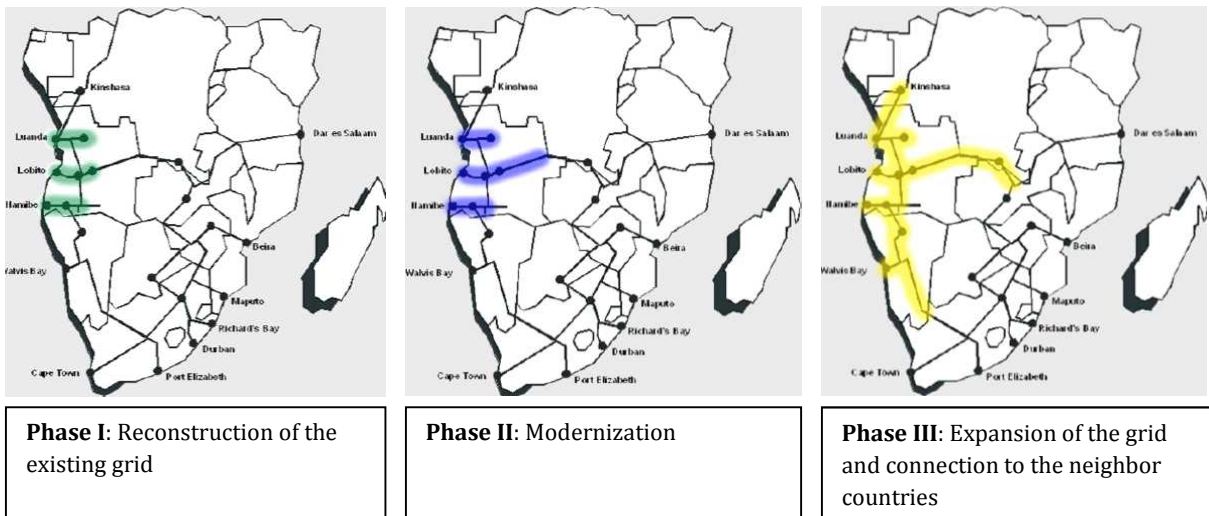 Kinshasa
Luanda
Dar es Salaam
Lobito
Namibe
Beira
Walvis Bay
Maputo
Richard's Bay
Durban
Cape Town
Port Elizabeth
Kinshasa
Luanda
Dar es Salaam
Lobito
Namibe
Beira
Walvis Bay
Maputo
Richard's Bay
Durban
Cape Town
Port Elizabeth
Kinshasa
Luanda
Dar es Salaam
Lobito
Namibe
Beira
Walvis Bay
Maputo
Richard's Bay
Durban
Cape Town
Port Elizabeth
Phase I: Reconstruction of the
existing grid
Phase II: Modernization
Phase III: Expansion of the grid
and connection to the neighbor
countries